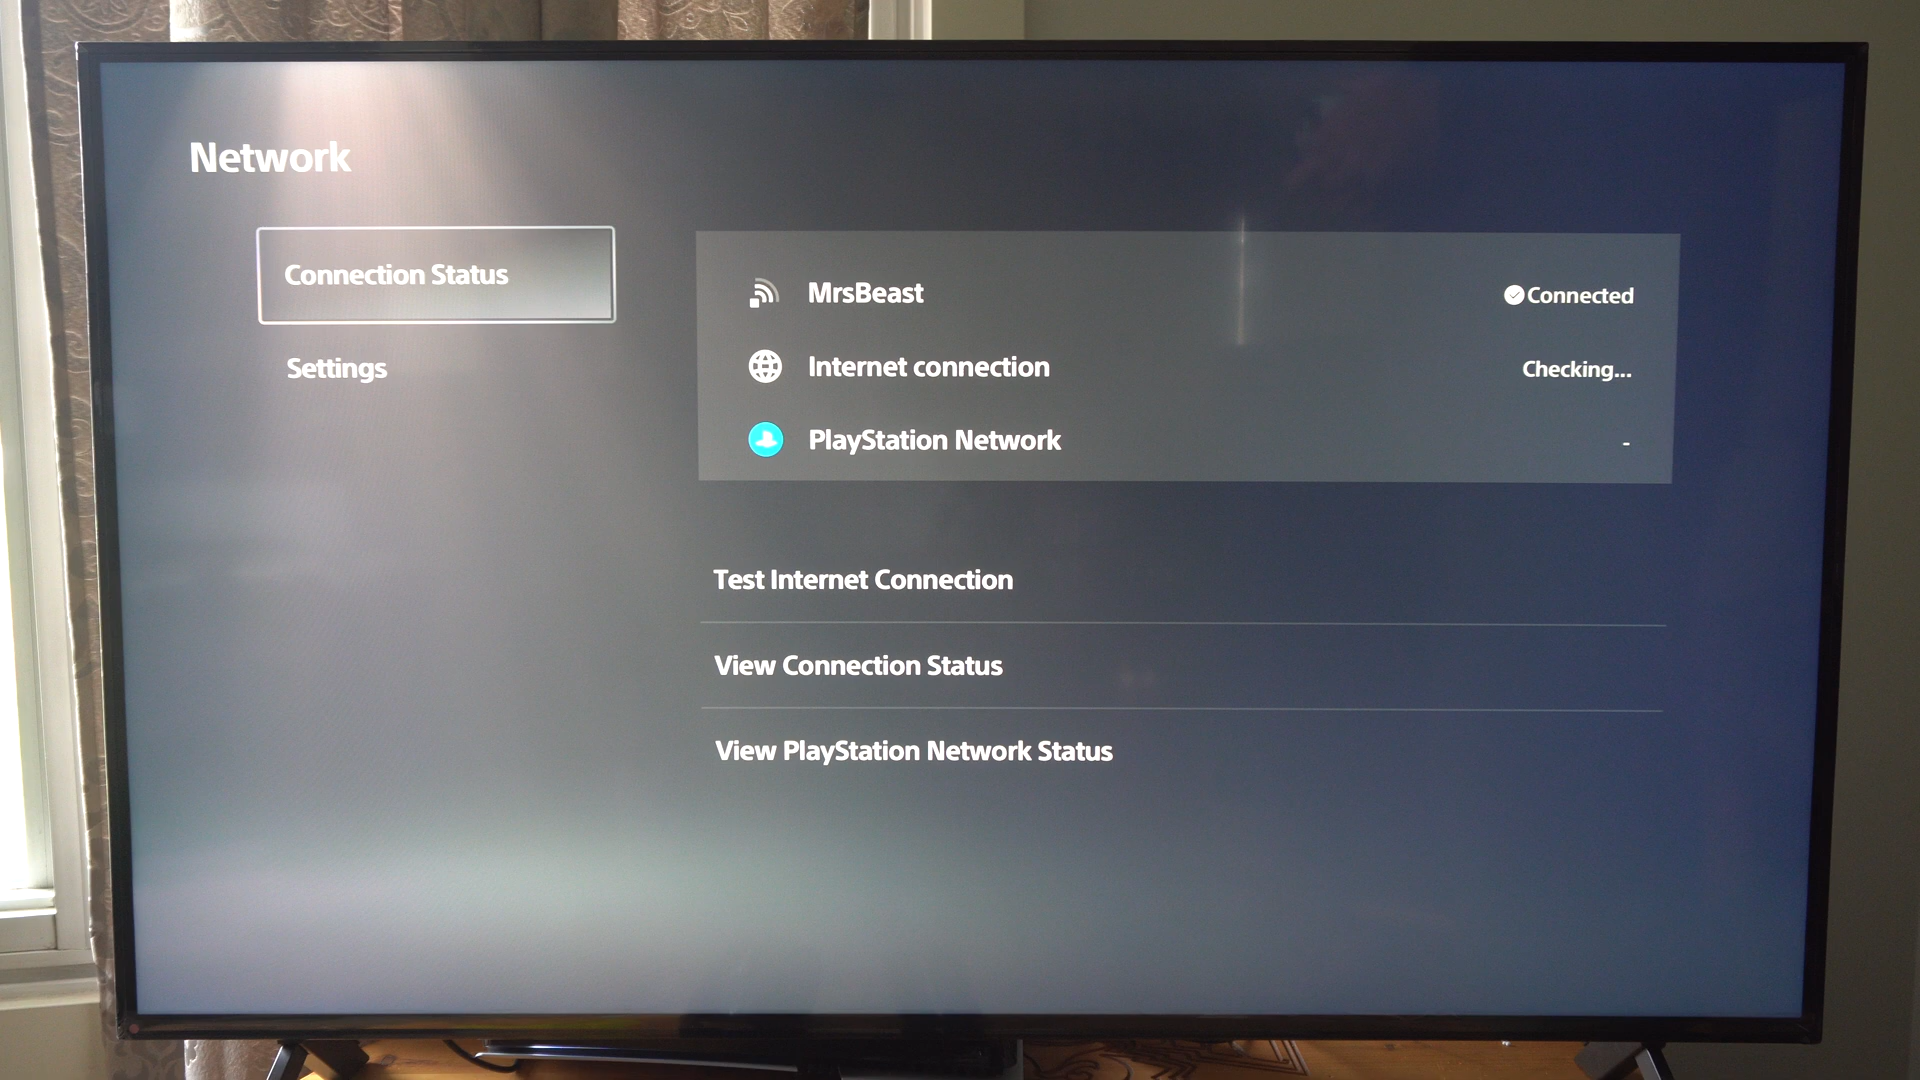 Network
Connection Status
Settings
MrsBeast
Connected
Internet connection
Checking...
PlayStation Network
-
Test Internet Connection
View Connection Status
View PlayStation Network Status